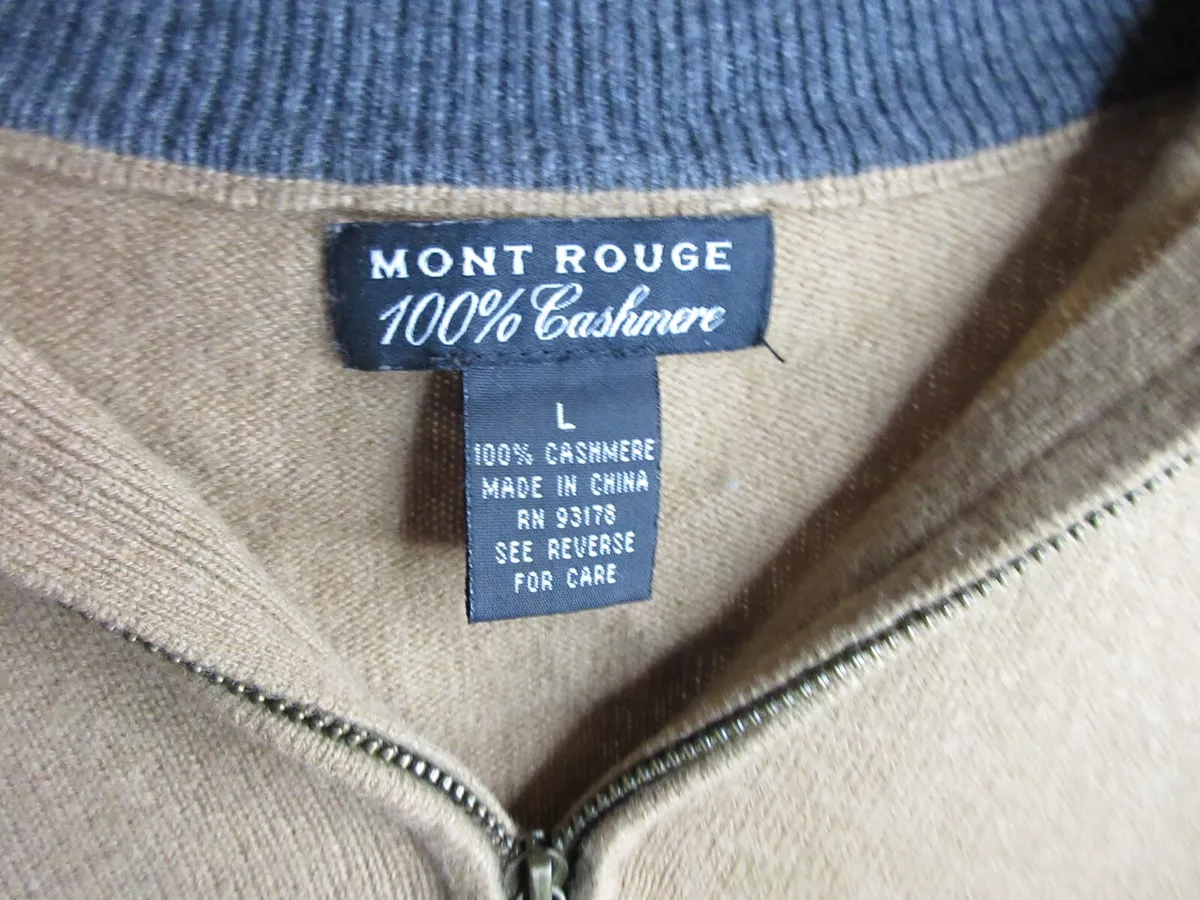 MONT ROUGE
100% Cashmere
L
100% CASHMERE
MADE IN CHINA
RN 93178
SEE REVERSE
FOR CARE